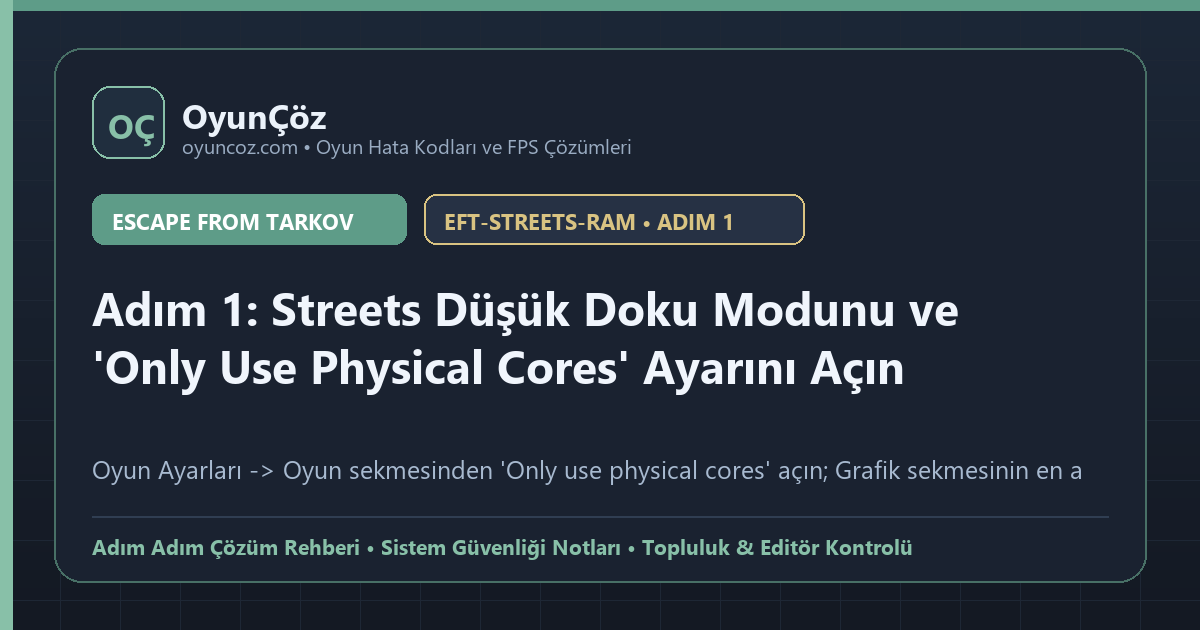 OÇ
OyunÇöz
oyuncoz.com • Oyun Hata Kodları ve FPS Çözümleri
ESCAPE FROM TARKOV
EFT-STREETS-RAM • ADIM 1
Adım 1: Streets Düşük Doku Modunu ve
'Only Use Physical Cores' Ayarını Açın
Oyun Ayarları -> Oyun sekmesinden 'Only use physical cores' açın; Grafik sekmesinin en a
Adım Adım Çözüm Rehberi • Sistem Güvenliği Notları • Topluluk & Editör Kontrolü